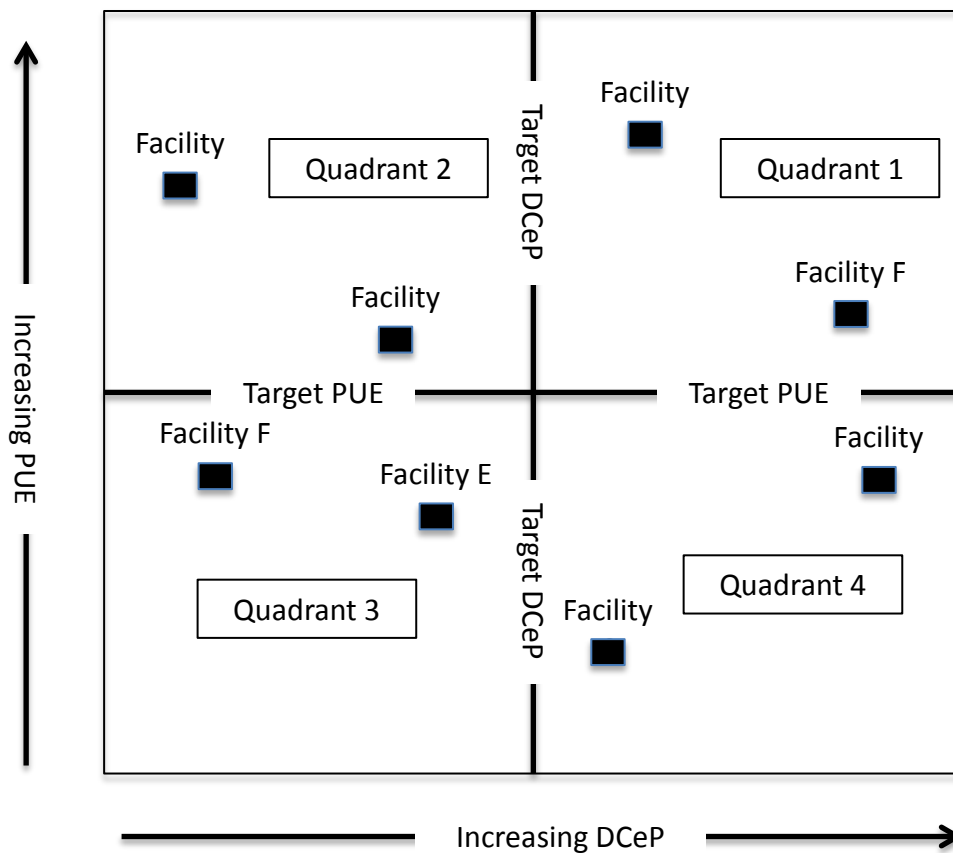 Facility
Facility
Quadrant 2
Quadrant 1
Target DCeP
Facility
Facility F
Increasing PUE
Target PUE
Target PUE
Facility F
Facility
Facility E
Target DCeP
Quadrant 3
Quadrant 4
Facility
Increasing DCeP